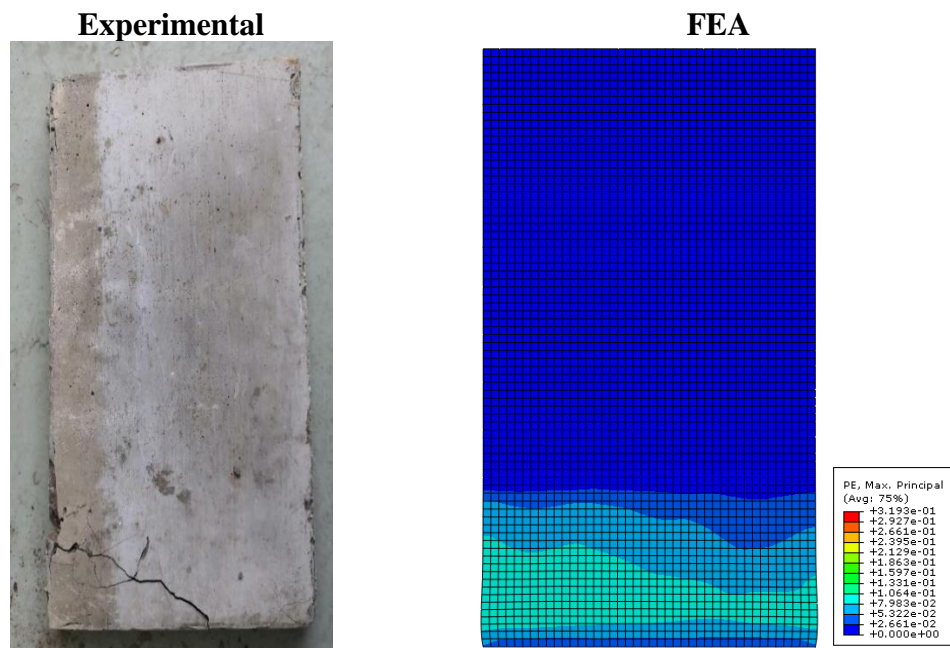 Experimental
FEA
PE, Max. Principal
(Avg: 75%)
+3.193e-01
+2.927e-01
+2.661e-01
+2.395e-01
+2.129e-01
+1.863e-01
+1.597e-01
+1.331e-01
+1.064e-01
+7.983e-02
+5.322e-02
+2.661e-02
+0.000e+00